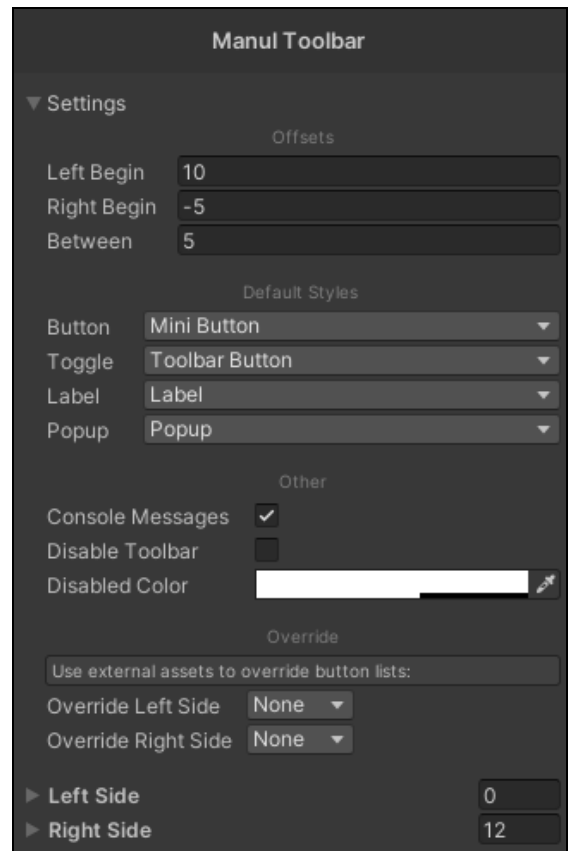 Manul Toolbar
Settings
Offsets
Left Begin 10
Right Begin -5
Between 5
Default Styles
Button Mini Button
Toggle Toolbar Button
Label Label
Popup Popup
Other
Console Messages
Disable Toolbar
Disabled Color
Override
Use external assets to override button lists:
Override Left Side None
Override Right Side None
Left Side 0
Right Side 12